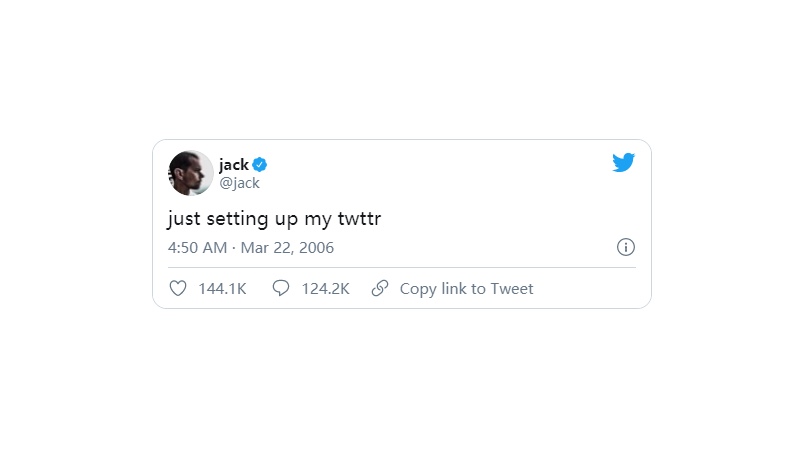 jack
@jack
just setting up my twttr
4:50 AM · Mar 22, 2006
144.1K 124.2K Copy link to Tweet